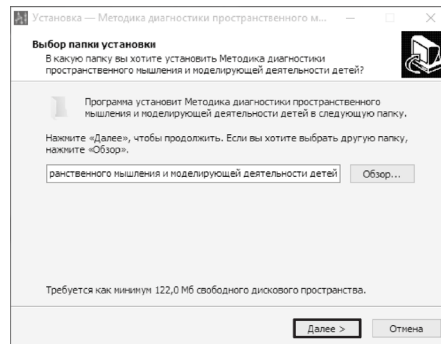 Установка — Методика диагностики пространственного м...
Выбор папки установки
В какую папку вы хотите установить Методика диагностики
пространственного мышления и моделирующей деятельности детей?
Программа установит Методика диагностики пространственного
мышления и моделирующей деятельности детей в следующую папку.
Нажмите «Далее», чтобы продолжить. Если вы хотите выбрать другую папку,
нажмите «Обзор».
ранственного мышления и моделирующей деятельности детей
Обзор...
Требуется как минимум 122,0 Мб свободного дискового пространства.
Далее >
Отмена